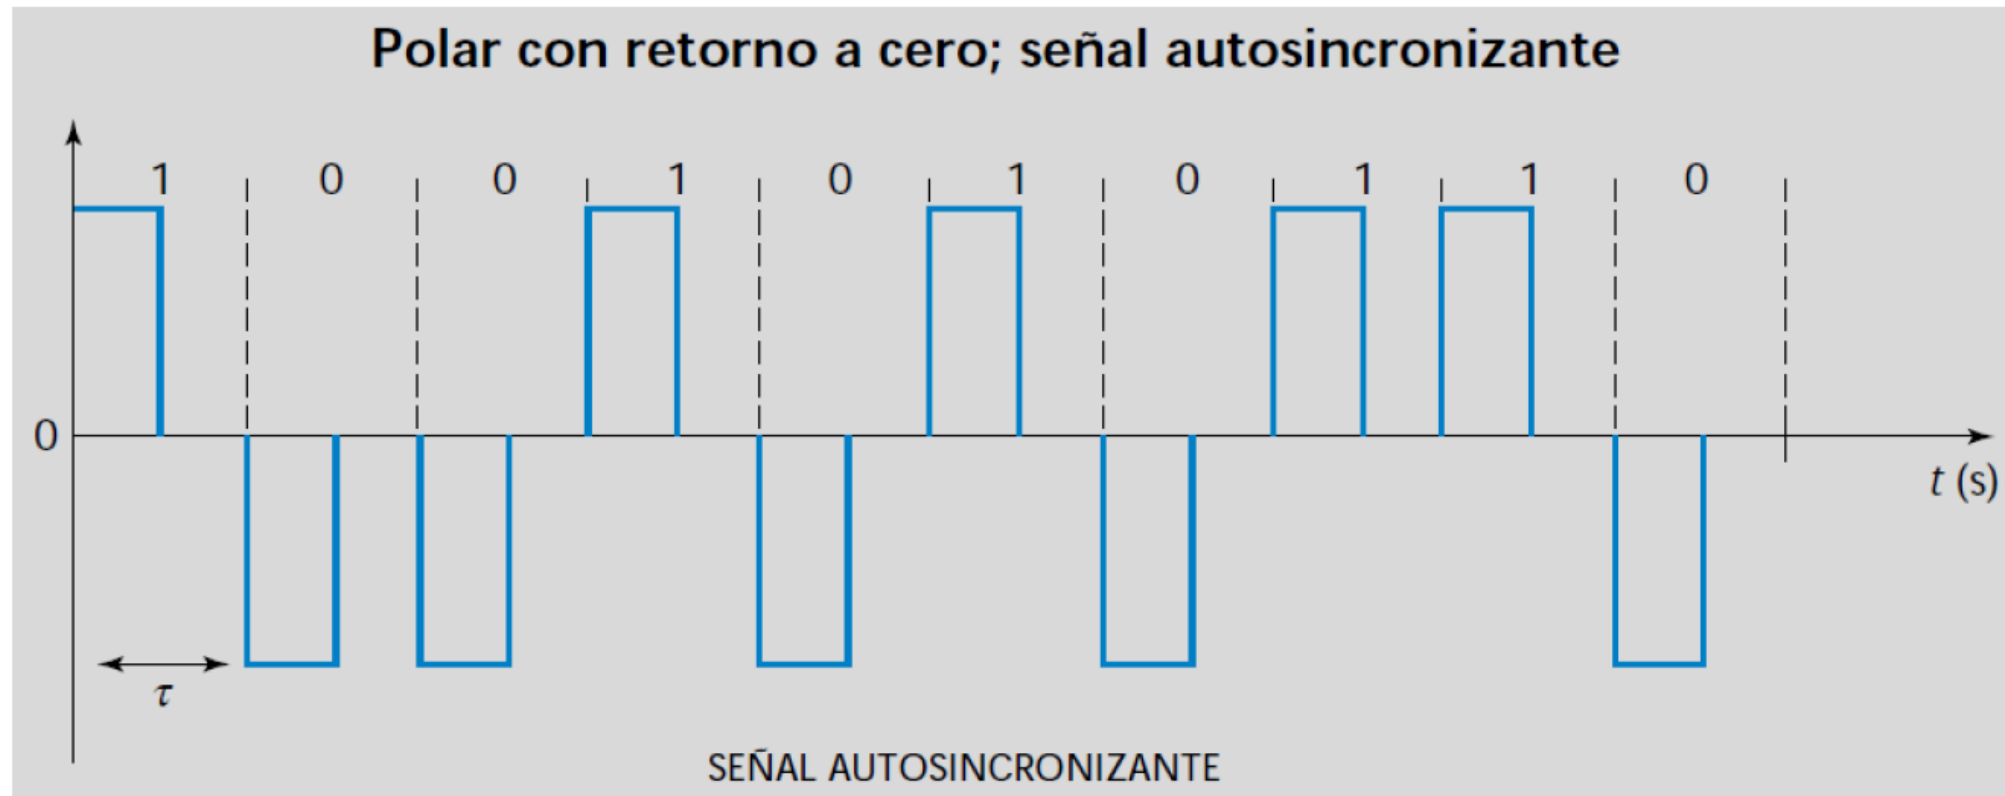 Polar con retorno a cero; señal autosincronizante
1 0 0 1 0 1 0 1 1 0
0
t (s)
τ
SEÑAL AUTOSINCRONIZANTE